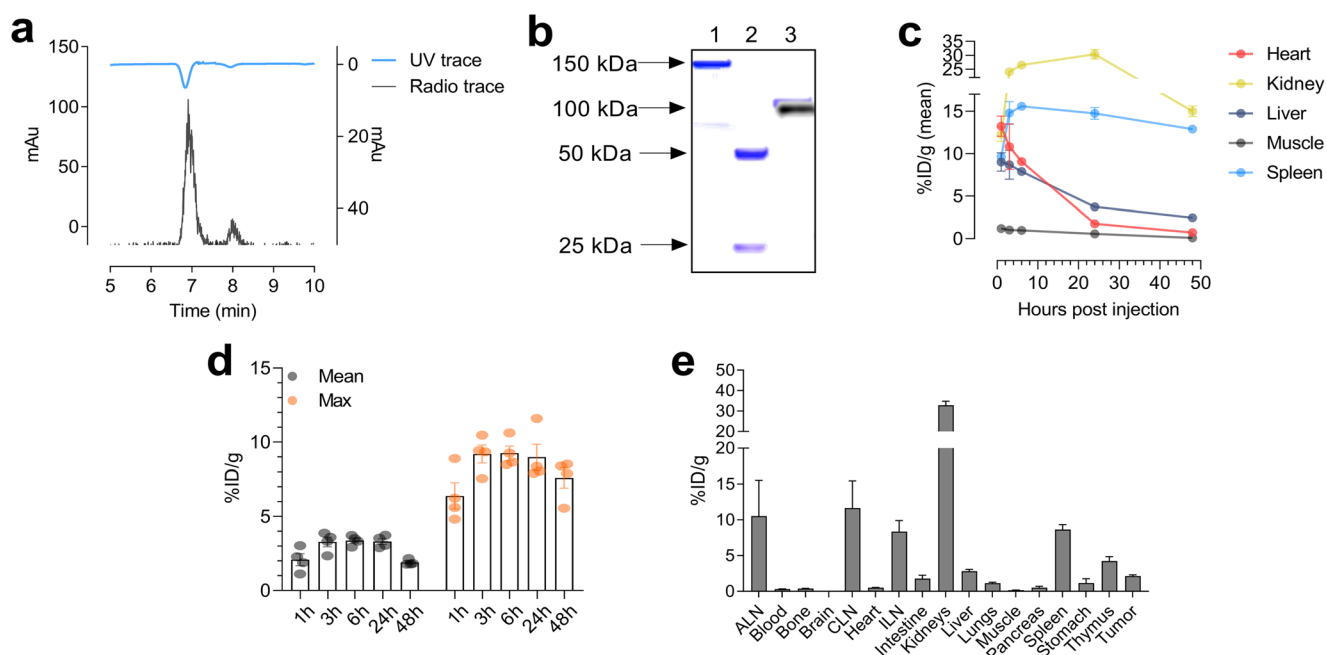 a
150
100
50
0
mAu
0
20
40
mAu
UV trace
Radio trace
5 6 7 8 9 10
Time (min)
b
1 2 3
150 kDa
100 kDa
50 kDa
25 kDa
c
35
30
25
15
10
5
0
%ID/g (mean)
0 10 20 30 40 50
Hours post injection
Heart
Kidney
Liver
Muscle
Spleen
d
15
10
5
0
%ID/g
Mean
Max
1h 3h 6h 24h 48h 1h 3h 6h 24h 48h
e
50
40
30
20
20
15
10
5
0
%ID/g
ALN
Blood
Bone
Brain
CLN
Heart
ILN
Intestine
Kidneys
Liver
Lungs
Muscle
Pancreas
Spleen
Stomach
Thymus
Tumor